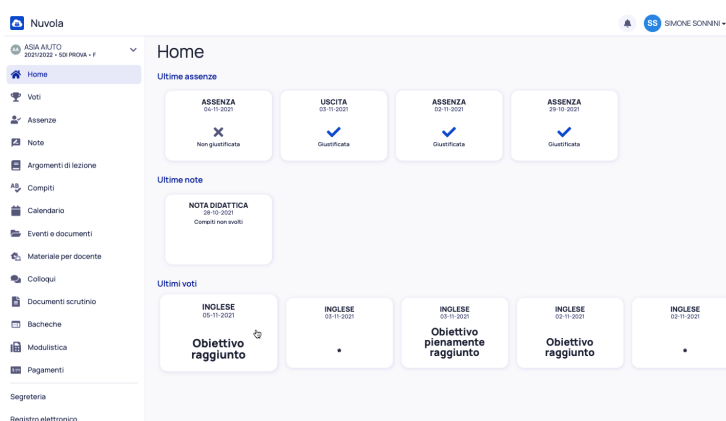 Nuvola
SS SIMONE SONNINI
AA ASIA AIUTO
2021/2022 • 5DI PROVA • F
Home
Voti
Assenze
Note
Argomenti di lezione
Compiti
Calendario
Eventi e documenti
Materiale per docente
Colloqui
Documenti scrutinio
Bacheche
Modulistica
Pagamenti
Segreteria
Registro elettronico
Home
Ultime assenze
ASSENZA
04-11-2021
Non giustificata
USCITA
03-11-2021
Giustificata
ASSENZA
02-11-2021
Giustificata
ASSENZA
29-10-2021
Giustificata
Ultime note
NOTA DIDATTICA
28-10-2021
Compiti non svolti
Ultimi voti
INGLESE
05-11-2021
Obiettivo
raggiunto
INGLESE
03-11-2021
*
INGLESE
03-11-2021
Obiettivo
pienamente
raggiunto
INGLESE
02-11-2021
Obiettivo
raggiunto
INGLESE
02-11-2021
*